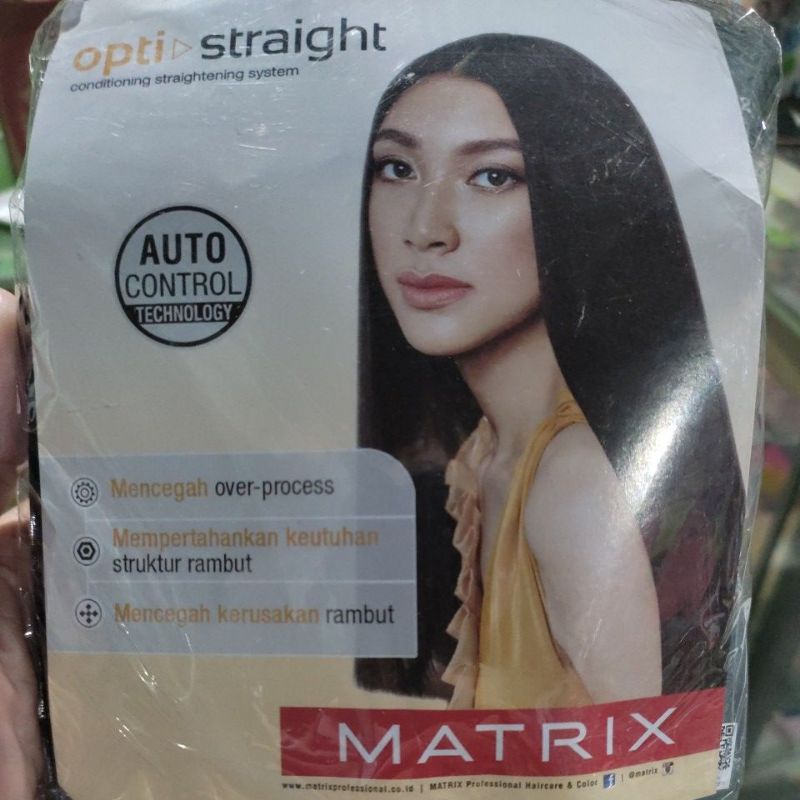 opti straight
conditioning straightening system
AUTO
CONTROL
TECHNOLOGY
Mencegah over-process
Mempertahankan keutuhan
struktur rambut
Mencegah kerusakan rambut
MATRIX
www.matrixprofessional.co.id | MATRIX Professional Haircare & Color f | @matrix